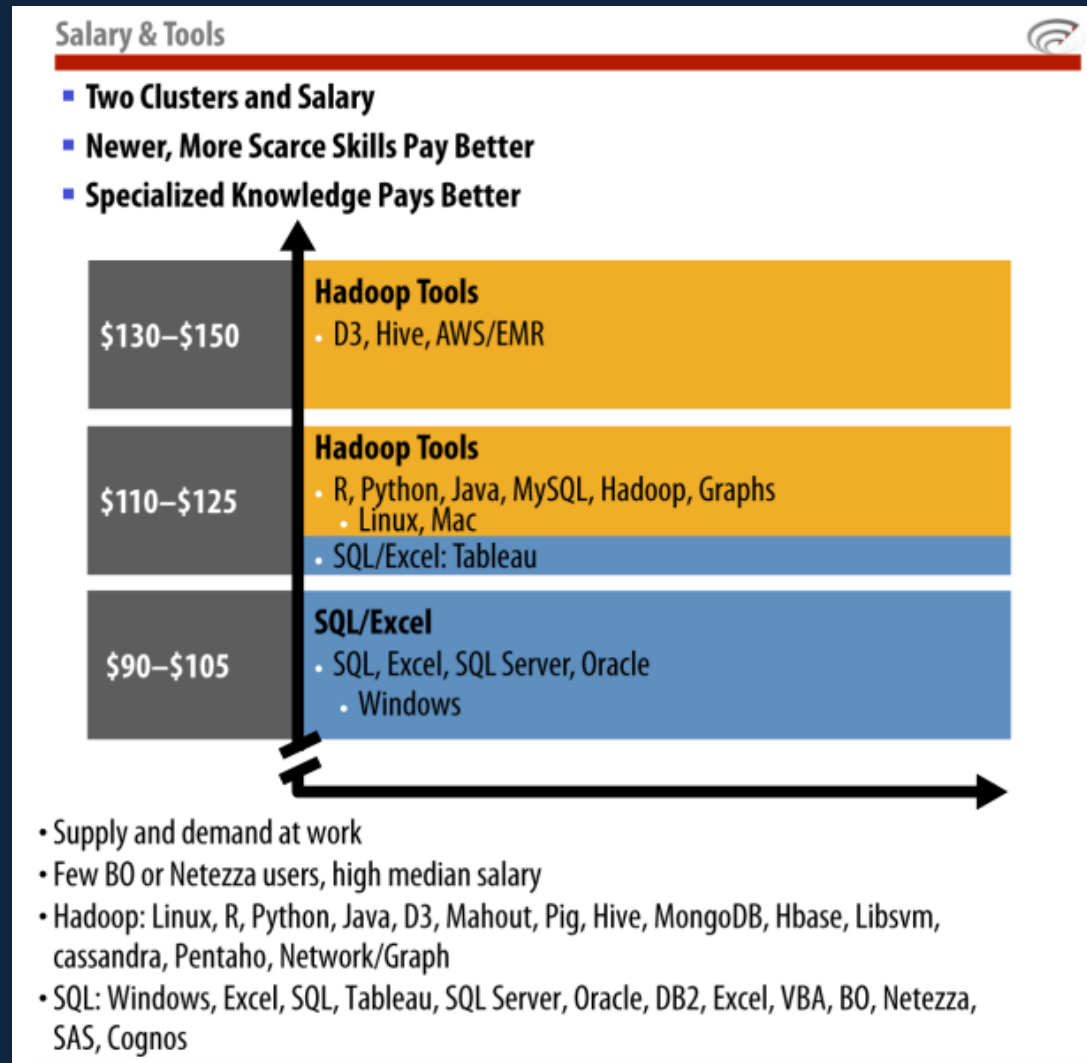 Salary & Tools
Two Clusters and Salary
Newer, More Scarce Skills Pay Better
Specialized Knowledge Pays Better
$130–$150
Hadoop Tools
D3, Hive, AWS/EMR
$110–$125
Hadoop Tools
R, Python, Java, MySQL, Hadoop, Graphs
Linux, Mac
SQL/Excel: Tableau
$90–$105
SQL/Excel
SQL, Excel, SQL Server, Oracle
Windows
• Supply and demand at work
• Few BO or Netezza users, high median salary
• Hadoop: Linux, R, Python, Java, D3, Mahout, Pig, Hive, MongoDB, Hbase, Libsvm,
cassandra, Pentaho, Network/Graph
• SQL: Windows, Excel, SQL, Tableau, SQL Server, Oracle, DB2, Excel, VBA, BO, Netezza,
SAS, Cognos